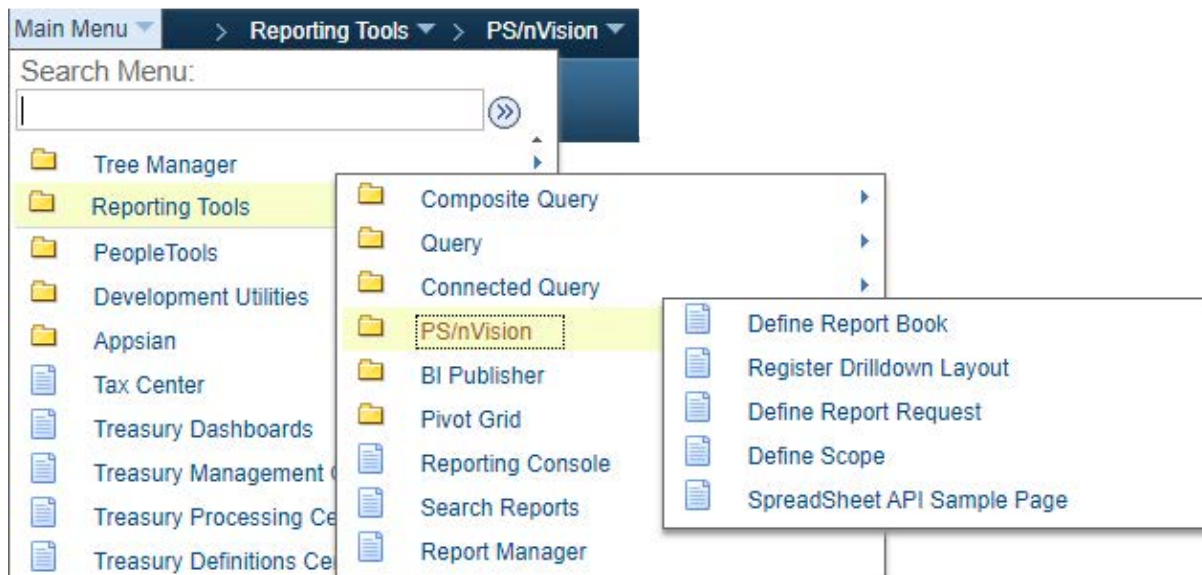 Main Menu > Reporting Tools > PS/nVision
Search Menu:
Tree Manager
Reporting Tools
PeopleTools
Development Utilities
Appsian
Tax Center
Treasury Dashboards
Treasury Management
Treasury Processing
Treasury Definitions
Composite Query
Query
Connected Query
PS/nVision
BI Publisher
Pivot Grid
Reporting Console
Search Reports
Report Manager
Define Report Book
Register Drilldown Layout
Define Report Request
Define Scope
SpreadSheet API Sample Page